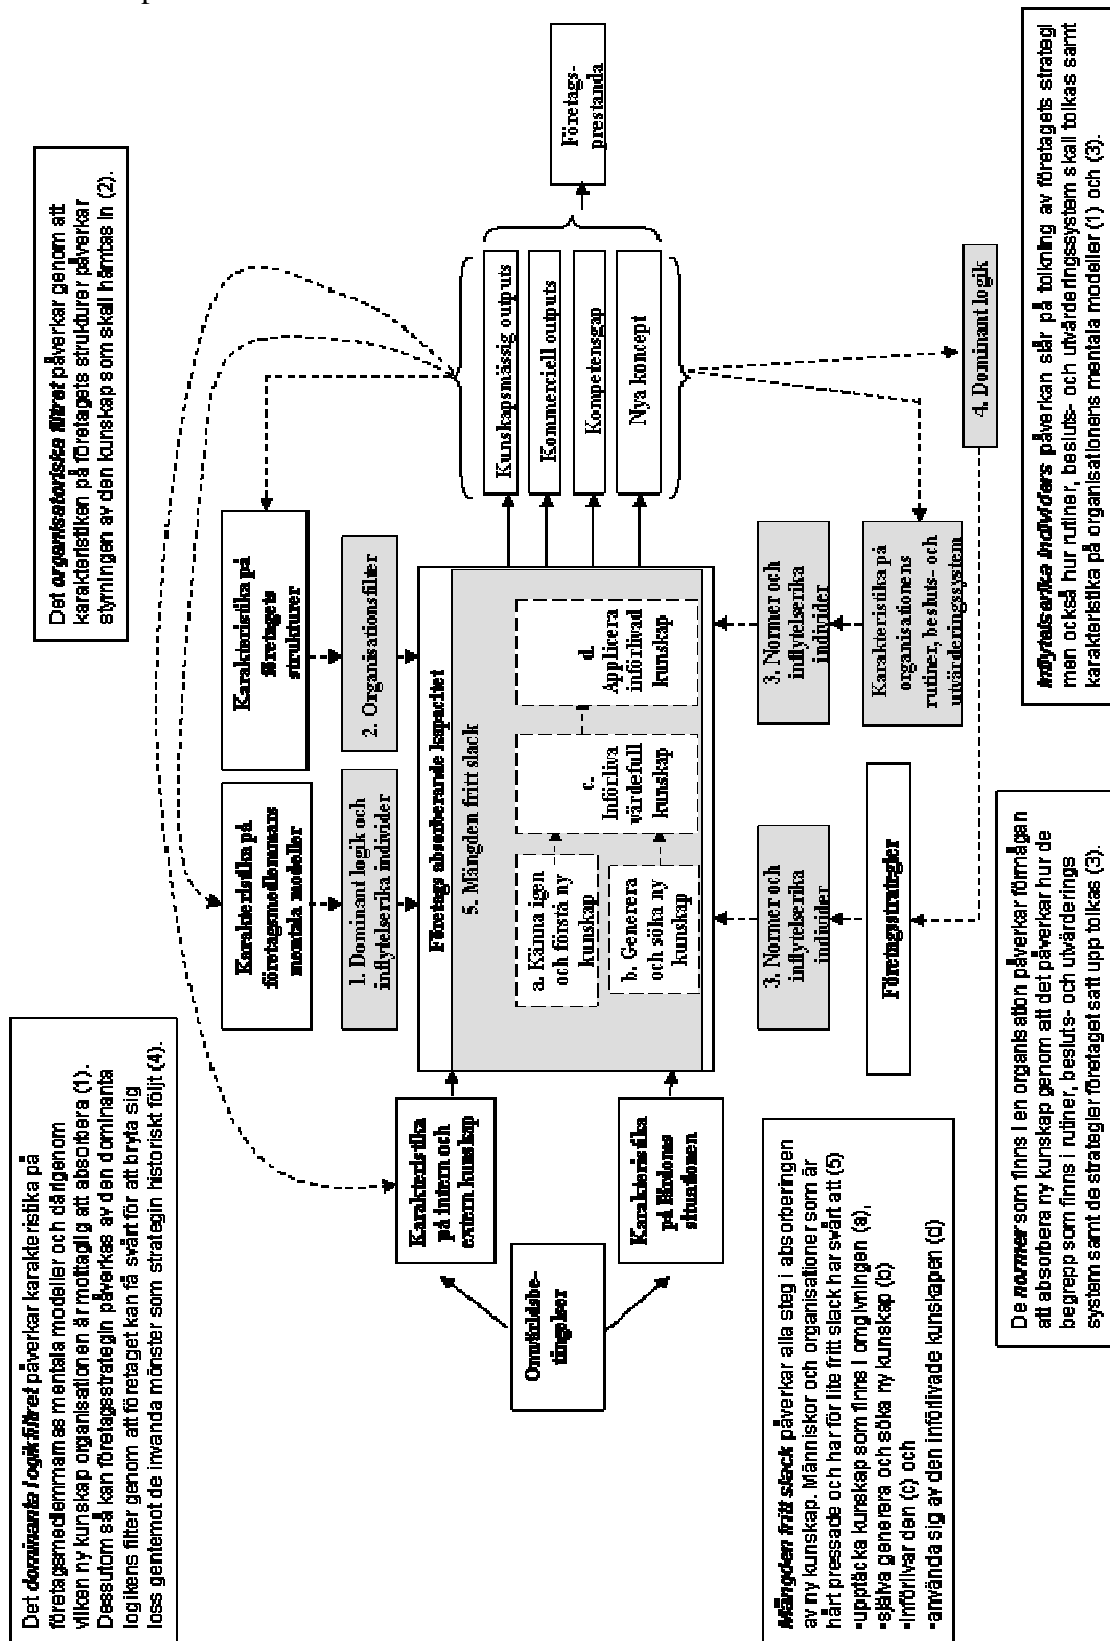 Det dominanta logikfiltret påverkar karakteristika på
företagsmedlemmarnas mentala modeller och därigenom
vilken ny kunskap organisationen är mottaglig att absorbera (1).
Dessutom så kan företagsstrategin påverkas av den dominanta
logikens filter genom att företaget kan få svårt för att bryta sig
loss gentemot de invanda mönster som strategin historiskt följt (4).
Det organisatoriska filtret påverkar genom att
karakteristiken på företagets strukturer påverkar
styrningen av den kunskap som skall hämtas in (2).
Karakteristika på
företagsmedlemmars
mentala modeller
Karakteristika på
företagets
strukturer
1. Dominant logik och
inflytelserika individer
2. Organisationsfilter
Omvärldsbe-
tingelser
Karakteristika
på intern och
extern kunskap
Karakteristika
på
situationen
Företags absorberande kapacitet
5. Mängden fritt slack
a. Känna igen
och förstå ny
kunskap
b. Generera
och söka ny
kunskap
c.
Införliva
värdefull
kunskap
d.
Applicera
införlivad
kunskap
Kunskapsmässig outputs
Kommerciell outputs
Kompetensgap
Nya koncept
Företags-
prestanda
3. Normer och
inflytelserika
individer
3. Normer och
inflytelserika
individer
Företagsstrategier
Karakteristika på
organisationens
rutiner, besluts- och
utvärderingssystem
4. Dominant logik
Mängden fritt slack påverkar alla steg i absorberingen
av ny kunskap. Människor och organisationer som är
hårt pressade och har för lite fritt slack har svårt att (5)
•upptäcka kunskap som finns i omgivningen (a),
•själva generera och söka ny kunskap (b)
•införlivar den (c) och
•använda sig av den införlivade kunskapen (d)
De normer som finns i en organisation påverkar förmågan
att absorbera ny kunskap genom att det påverkar hur de
begrepp som finns i rutiner, besluts- och utvärderings
system samt de strategier företaget satt upp tolkas (3).
Inflytelserika individers påverkan slår på tolkning av företagets strategi
men också hur rutiner, besluts- och utvärderingssystem skall tolkas samt
karakteristika på organisationens mentala modeller (1) och (3).